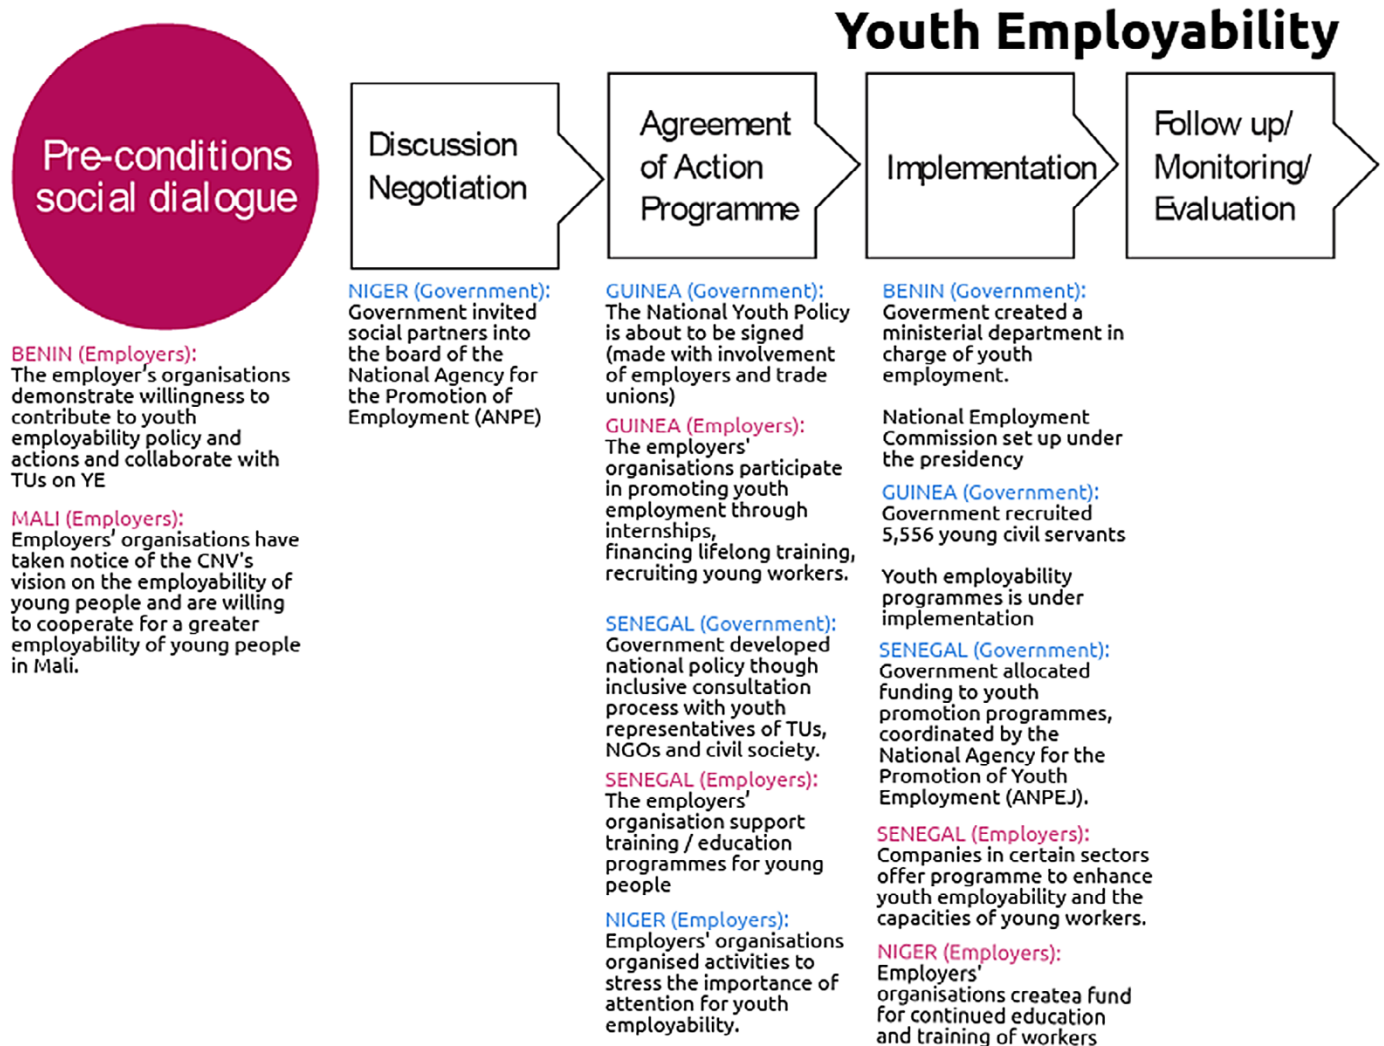 Youth Employability
Pre-conditions
social dialogue
Discussion
Negotiation
Agreement
of Action
Programme
Implementation
Follow up/
Monitoring/
Evaluation
BENIN (Employers):
The employer's organisations
demonstrate willingness to
contribute to youth
employability policy and
actions and collaborate with
TUs on YE
MALI (Employers):
Employers' organisations have
taken notice of the CNV's
vision on the employability of
young people and are willing
to cooperate for a greater
employability of young people
in Mali.
NIGER (Government):
Government invited
social partners into
the board of the
National Agency for
the Promotion of
Employment (ANPE)
GUINEA (Government):
The National Youth Policy
is about to be signed
(made with involvement
of employers and trade
unions)
GUINEA (Employers):
The employers'
organisations participate
in promoting youth
employment through
internships,
financing lifelong training,
recruiting young workers.
SENEGAL (Government):
Government developed
national policy though
inclusive consultation
process with youth
representatives of TUs,
NGOs and civil society.
SENEGAL (Employers):
The employers'
organisation support
training / education
programmes for young
people
NIGER (Employers):
Employers' organisations
organised activities to
stress the importance of
attention for youth
employability.
BENIN (Government):
Goverment created a
ministerial department in
charge of youth
employment.
National Employment
Commission set up under
the presidency
GUINEA (Government):
Government recruited
5,556 young civil servants
Youth employability
programmes is under
implementation
SENEGAL (Government):
Government allocated
funding to youth
promotion programmes,
coordinated by the
National Agency for the
Promotion of Youth
Employment (ANPEJ).
SENEGAL (Employers):
Companies in certain sectors
offer programme to enhance
youth employability and the
capacities of young workers.
NIGER (Employers):
Employers'
organisations createa fund
for continued education
and training of workers